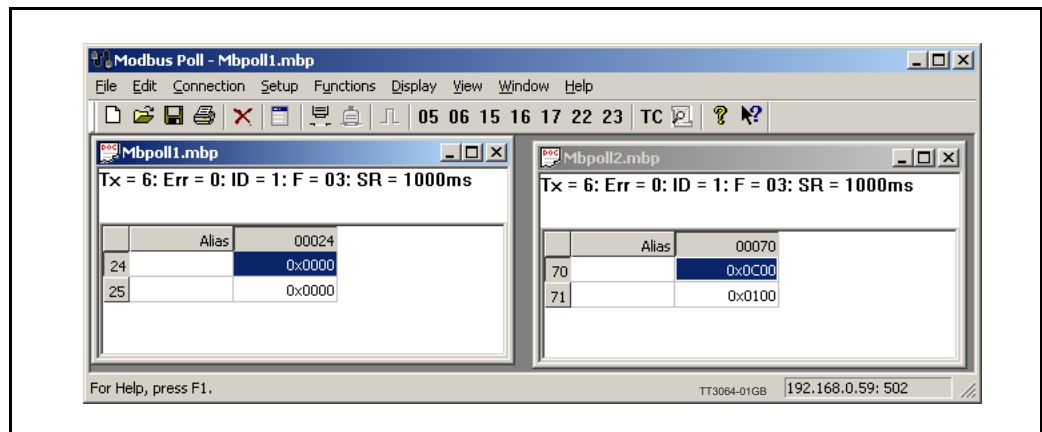 Modbus Poll - Mbpoll1.mbp
File Edit Connection Setup Functions Display View Window Help
05 06 15 16 17 22 23 TC
Mbpoll1.mbp
Tx = 6: Err = 0: ID = 1: F = 03: SR = 1000ms
Alias 00024
24 0x0000
25 0x0000
Mbpoll2.mbp
Tx = 6: Err = 0: ID = 1: F = 03: SR = 1000ms
Alias 00070
70 0x0C00
71 0x0100
For Help, press F1.
TT3064-01GB
192.168.0.59: 502